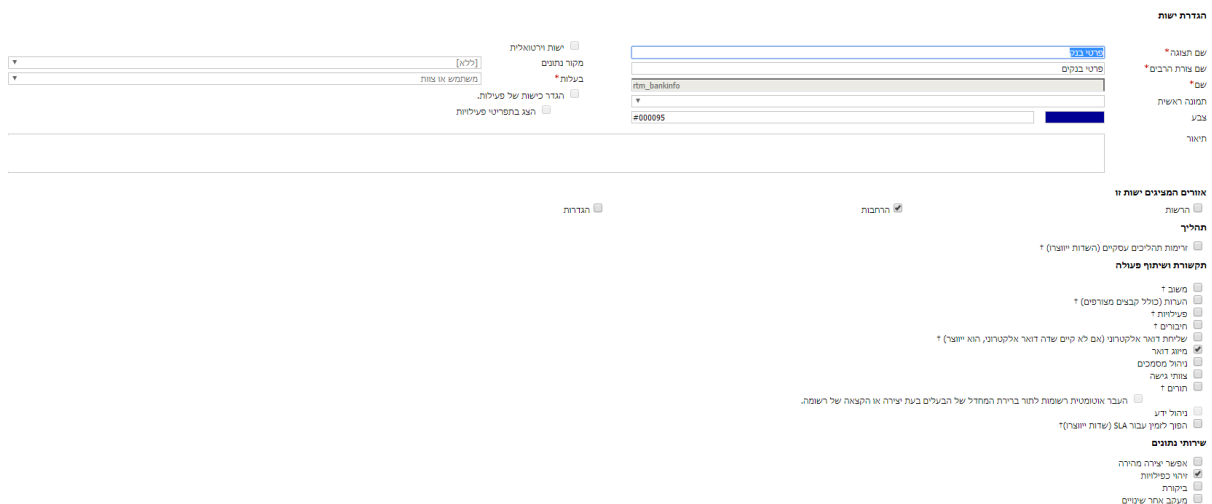 הגדרת ישות
שם תצוגה*
פרטי בנק
שם צורת הרבים*
פרטי בנקים
שם*
rtm_bankinfo
תמונה ראשית
צבע
#000095
ישות וירטואלית
מקור נתונים
[ללא]
בעלות*
משתמש או צוות
הגדר כישות של פעילות.
הצג בתפריטי פעילויות
תיאור
אזורים המציגים ישות זו
הרשות
הרחבות
הגדרות
תהליך
זרימות תהליכים עסקיים (השדות ייווצרו) †
תקשורת ושיתוף פעולה
משוב †
הערות (כולל קבצים מצורפים) †
פעילויות †
חיבורים †
שליחת דואר אלקטרוני (אם לא קיים שדה דואר אלקטרוני, הוא ייווצר) †
מיזוג דואר
ניהול מסמכים
צוותי גישה
תורים †
העבר אוטומטית רשומות לתור ברירת המחדל של הבעלים בעת יצירה או הקצאה של רשומה.
ניהול ידע
הפוך לזמין עבור SLA (שדות ייווצרו)†
שירותי נתונים
אפשר יצירה מהירה
זיהוי כפילויות
ביקורת
מעקב אחר שינויים